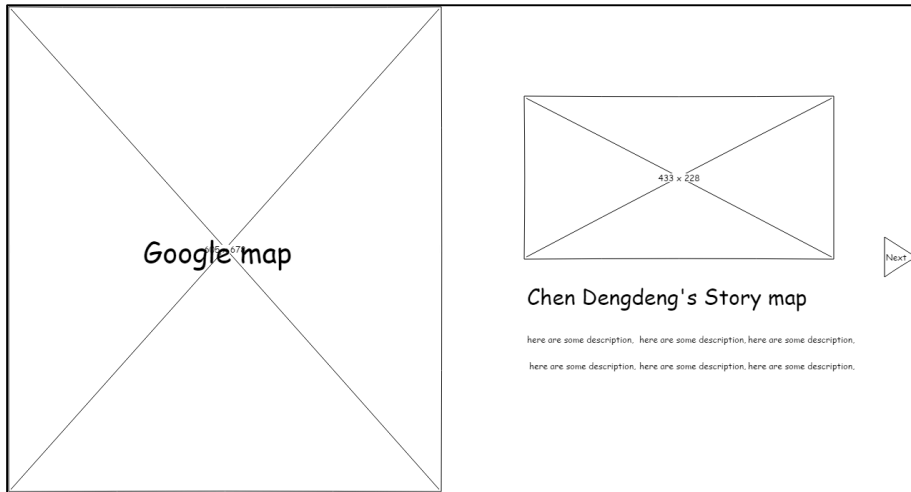 Google map
433 x 228
Next
Chen Dengdeng's Story map
here are some description, here are some description, here are some description,
here are some description, here are some description, here are some description,